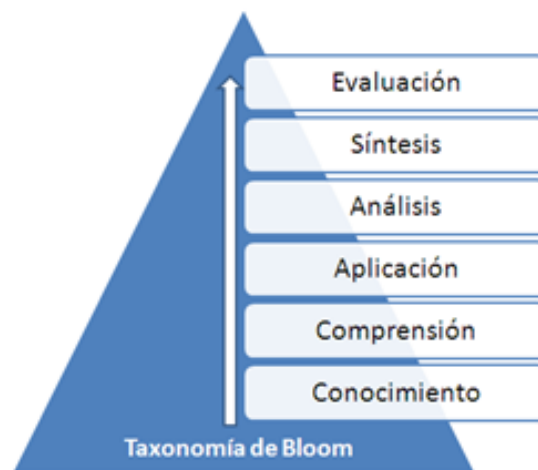 Evaluación
Síntesis
Análisis
Aplicación
Comprensión
Conocimiento
Taxonomía de Bloom